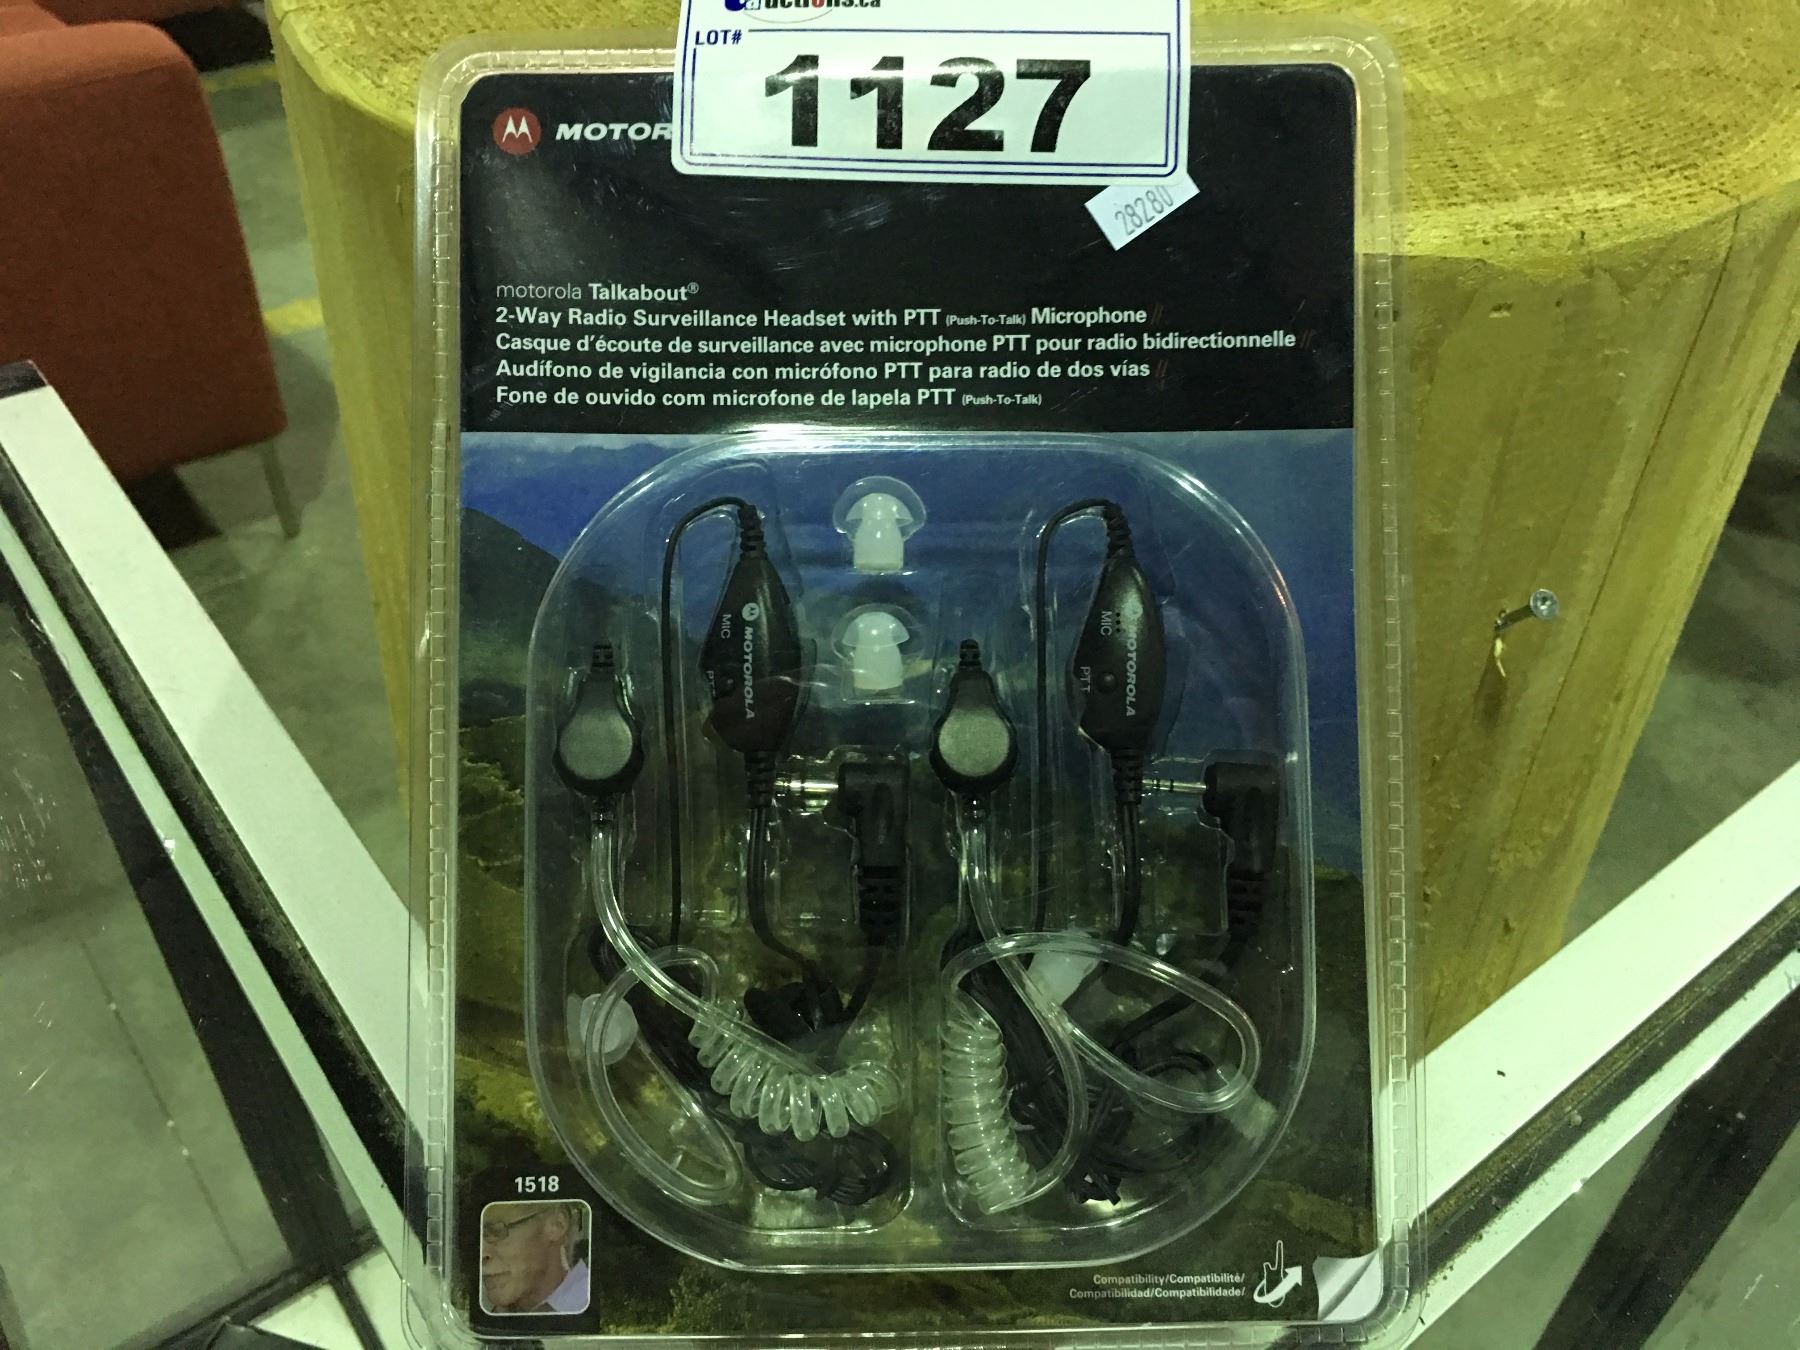 auctions.ca
LOT#
1127
MOTOR
28280
motorola Talkabout®
2-Way Radio Surveillance Headset with PTT (Push-To-Talk) Microphone //
Casque d'écoute de surveillance avec microphone PTT pour radio bidirectionnelle //
Audífono de vigilancia con micrófono PTT para radio de dos vías //
Fone de ouvido com microfone de lapela PTT (Push-To-Talk)
MIC
MOTOROLA
PTT
MIC
MOTOROLA
PTT
1518
Compatibility/Compatibilité/
Compatibilidad/Compatibilidade/